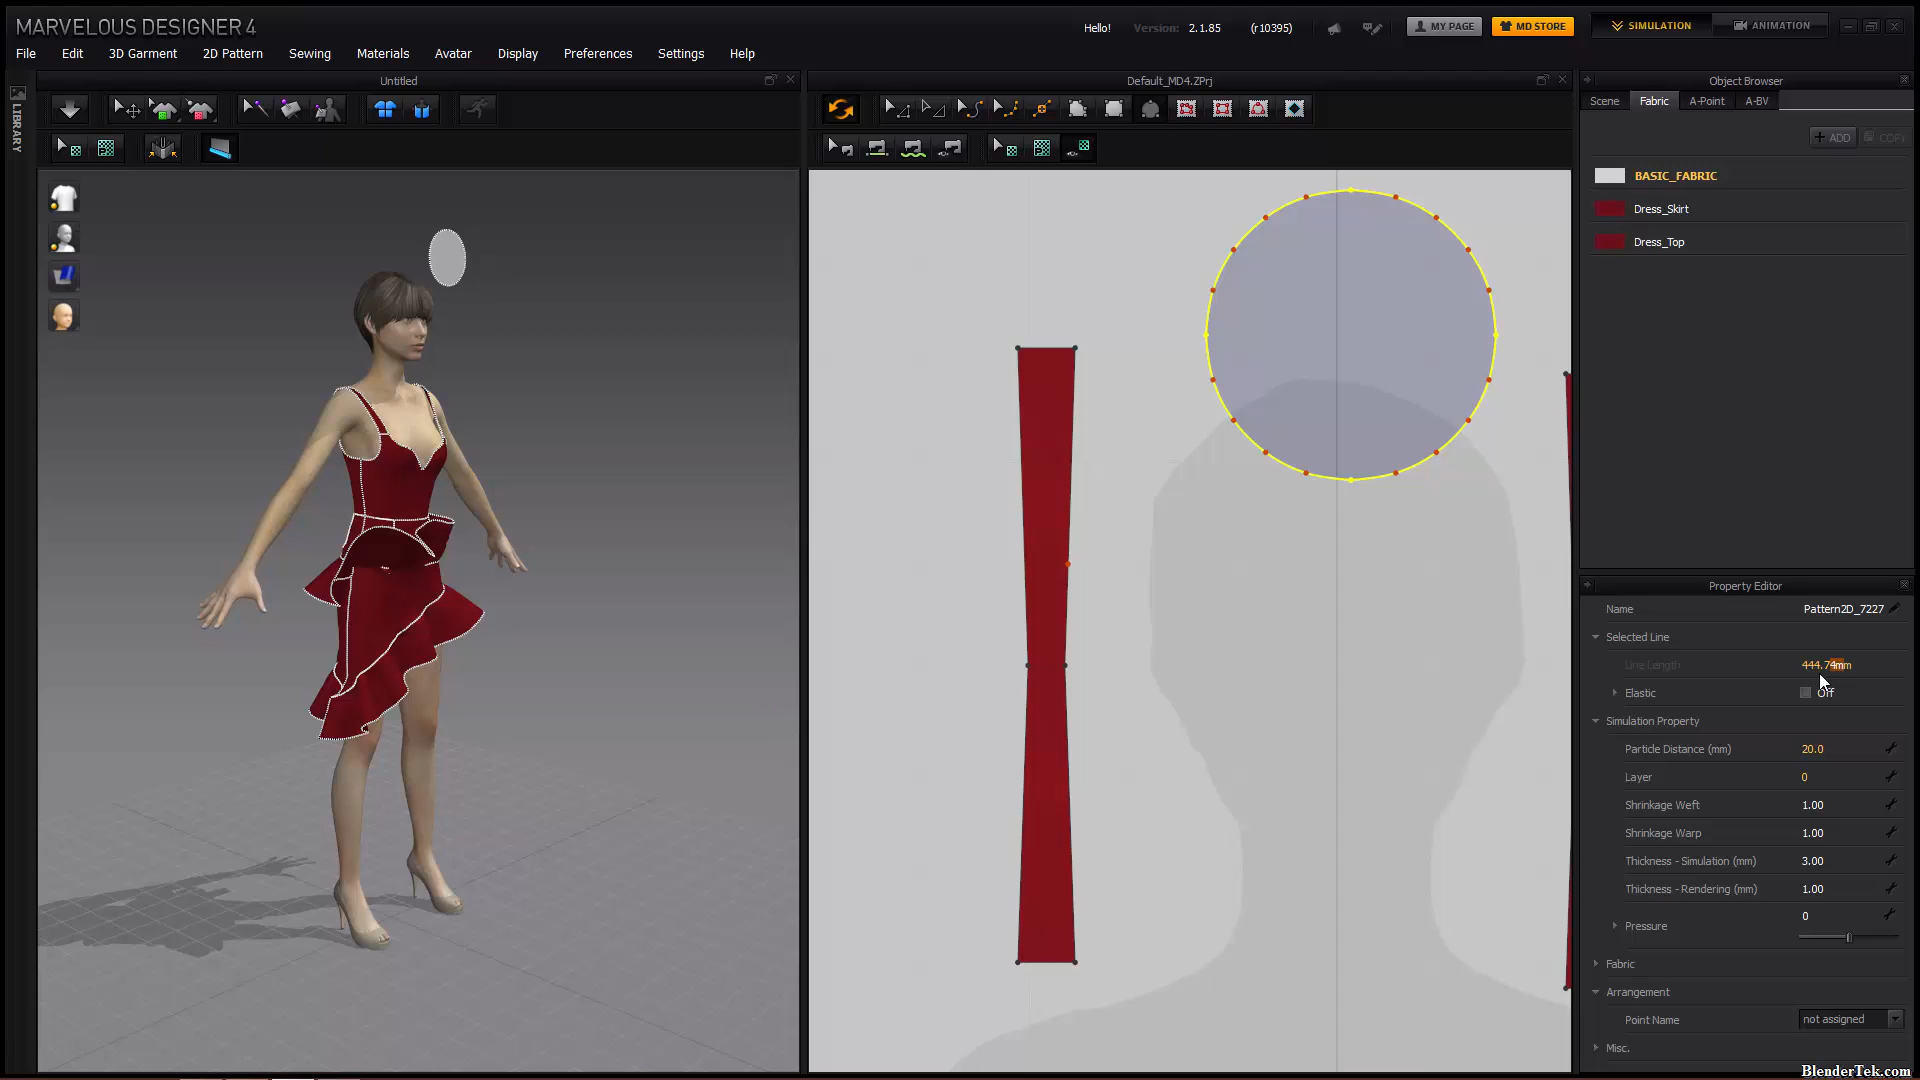 MARVELOUS DESIGNER 4
Hello! Version: 2.1.85 (r10395) MY PAGE MD STORE SIMULATION ANIMATION
File Edit 3D Garment 2D Pattern Sewing Materials Avatar Display Preferences Settings Help
Untitled
Default_MD4.ZPrj
Object Browser
LIBRARY
Scene Fabric A-Point A-BV
+ ADD COPY
BASIC_FABRIC
Dress_Skirt
Dress_Top
Property Editor
Name Pattern2D_7227
Selected Line
Line Length 444.74mm
Elastic Off
Simulation Property
Particle Distance (mm) 20.0
Layer 0
Shrinkage Weft 1.00
Shrinkage Warp 1.00
Thickness - Simulation (mm) 3.00
Thickness - Rendering (mm) 1.00
Pressure 0
Fabric
Arrangement
Point Name not assigned
Misc.
BlenderTek.com